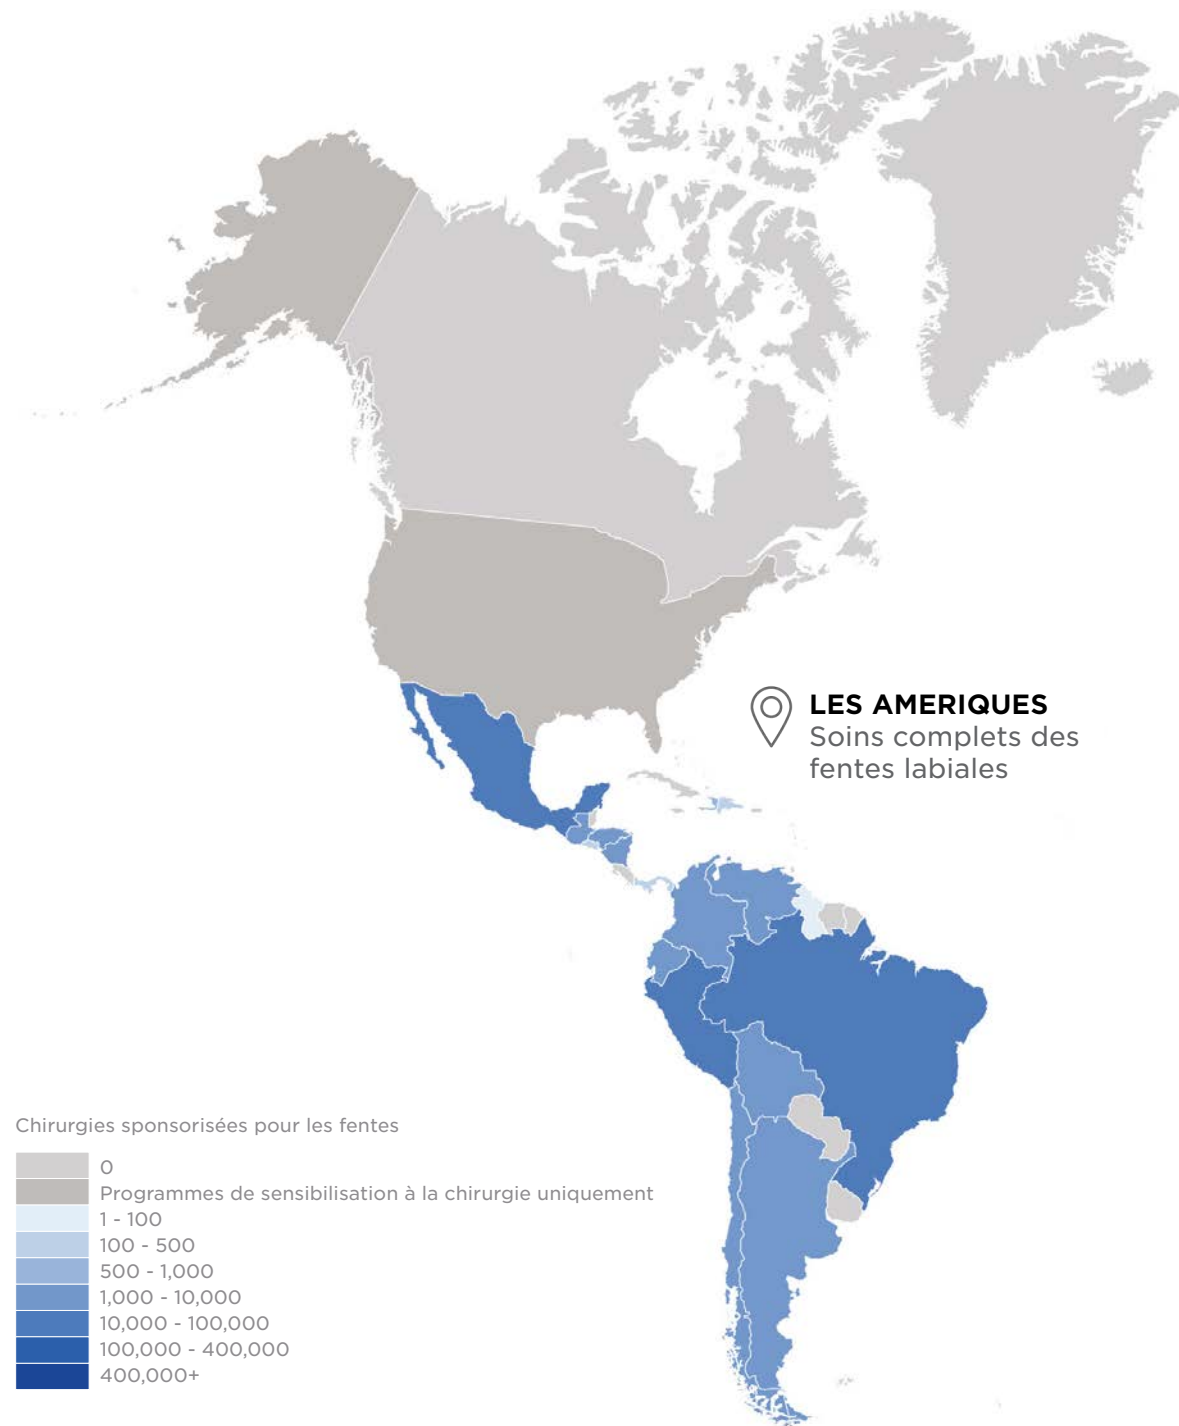 LES AMERIQUES
Soins complets des
fentes labiales
Chirurgies sponsorisées pour les fentes
0
Programmes de sensibilisation à la chirurgie uniquement
1 - 100
100 - 500
500 - 1,000
1,000 - 10,000
10,000 - 100,000
100,000 - 400,000
400,000+